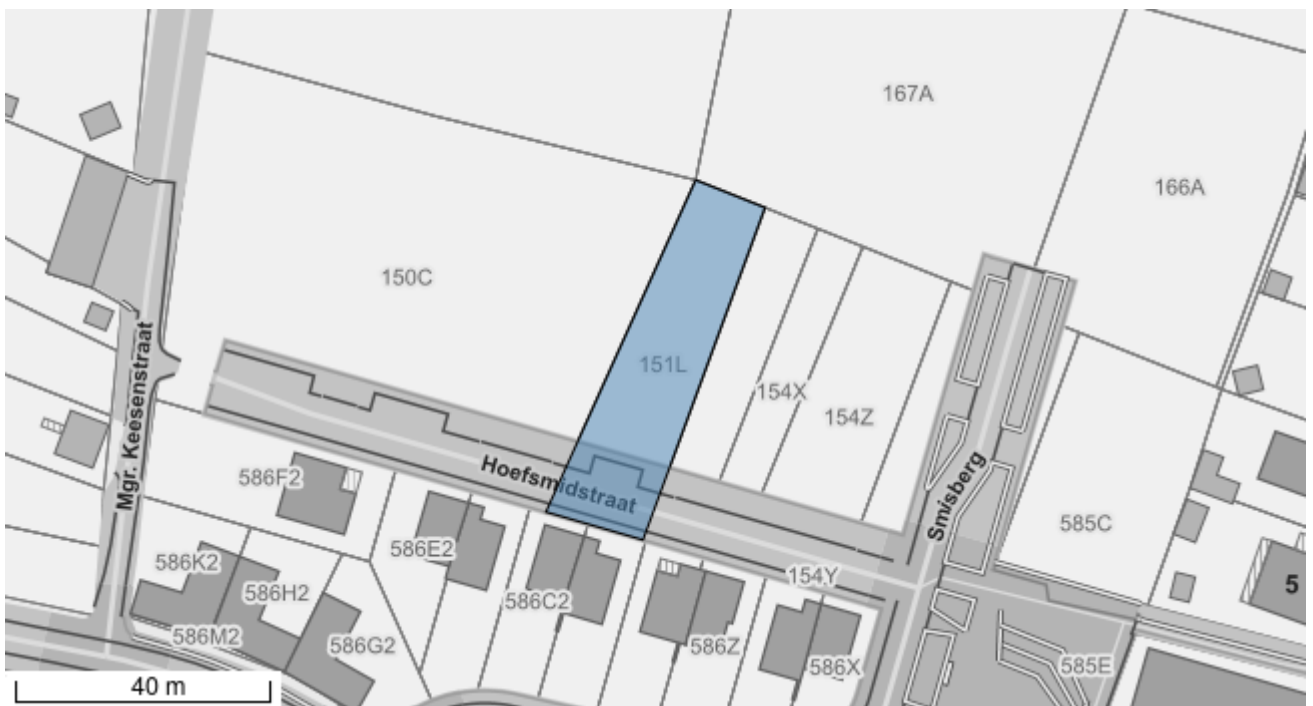 167A
166A
150C
Mgr. Keesenstraat
151L
154X
154Z
Smisberg
586F2
Hoefsmidstraat
585C
586E2
586K2
586H2
586C2
154Y
5
586M2
586G2
586Z
586X
585E
40 m